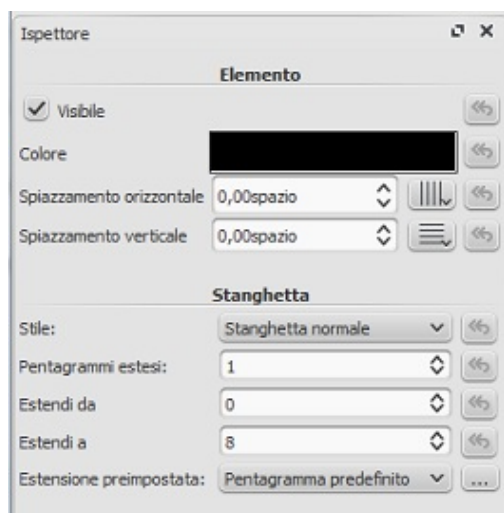 Ispettore
Elemento
Visibile
Colore
Spiazzamento orizzontale 0,00spazio
Spiazzamento verticale 0,00spazio
Stanghetta
Stile: Stanghetta normale
Pentagrammi estesi: 1
Estendi da 0
Estendi a 8
Estensione preimpostata: Pentagramma predefinito ...